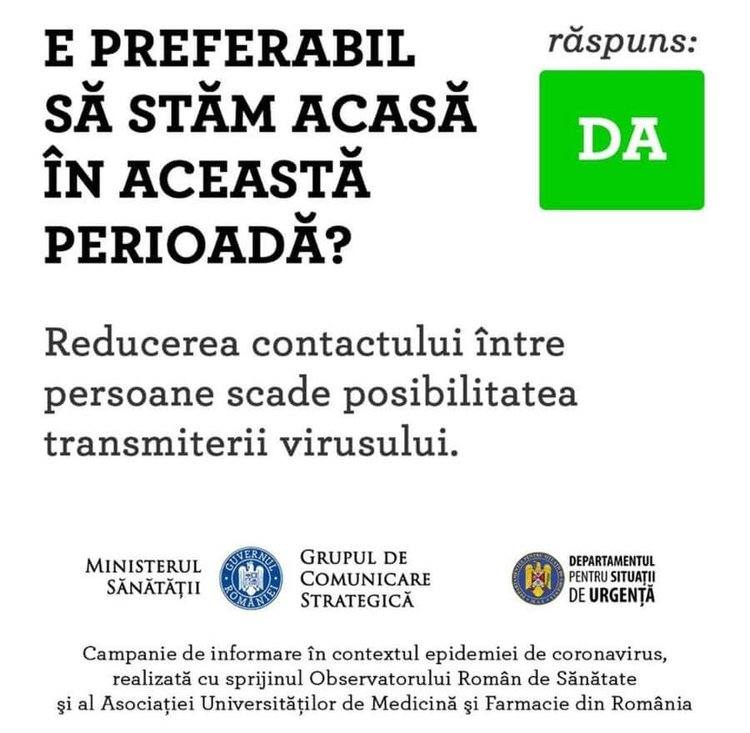 E PREFERABIL
SĂ STĂM ACASĂ
ÎN ACEASTĂ
PERIOADĂ?
răspuns:
DA
Reducerea contactului între
persoane scade posibilitatea
transmiterii virusului.
MINISTERUL
SĂNĂTĂȚII
GUVERNUL
ROMÂNIEI
GRUPUL DE
COMUNICARE
STRATEGICĂ
DEPARTAMENTUL
PENTRU SITUAȚII
DE URGENȚĂ
Campanie de informare în contextul epidemiei de coronavirus,
realizată cu sprijinul Observatorului Român de Sănătate
și al Asociației Universităților de Medicină și Farmacie din România